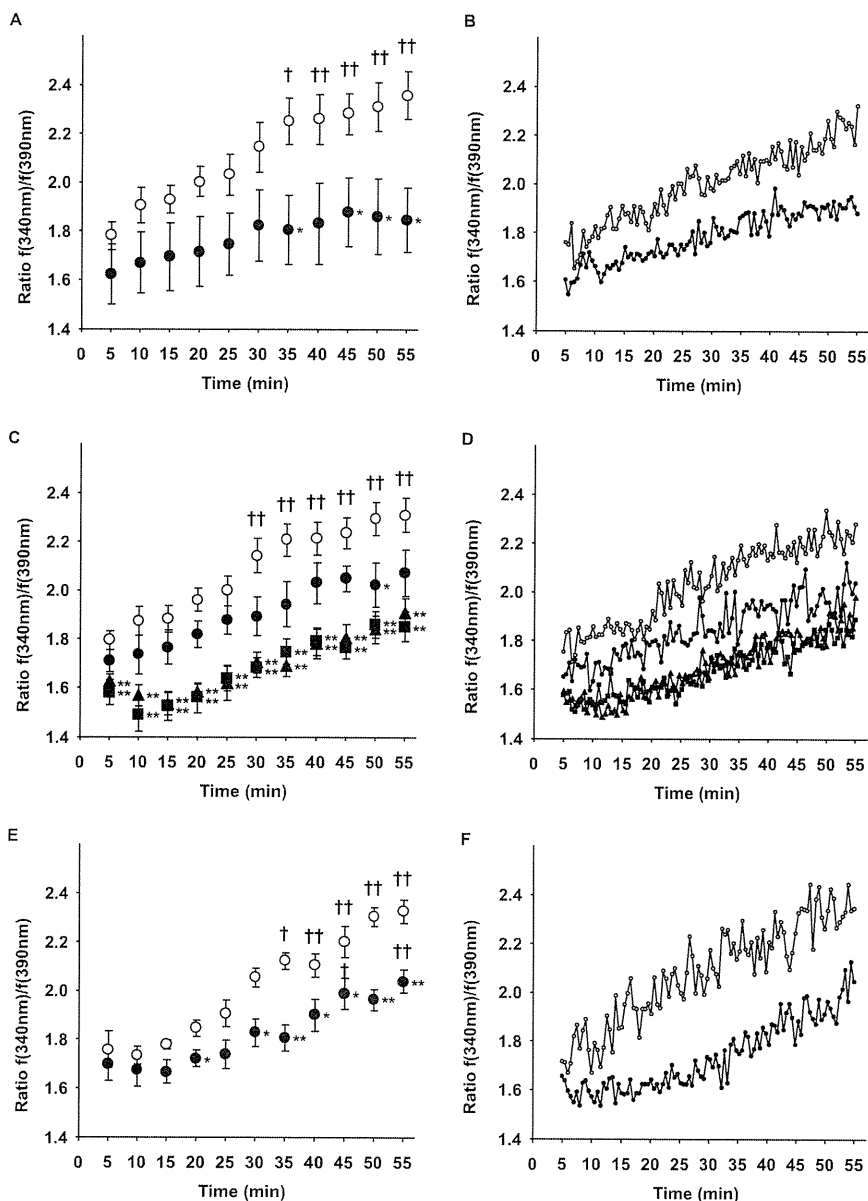 A
Ratio f(340nm)/f(390nm)
2.4
2.2
2.0
1.8
1.6
1.4
† †† †† †† ††
* * * *
0 5 10 15 20 25 30 35 40 45 50 55
Time (min)
B
Ratio f(340nm)/f(390nm)
2.4
2.2
2.0
1.8
1.6
1.4
0 5 10 15 20 25 30 35 40 45 50 55
Time (min)
C
Ratio f(340nm)/f(390nm)
2.4
2.2
2.0
1.8
1.6
1.4
†† †† †† †† †† ††
*
** ** ** ** ** ** ** ** ** ** **
** ** ** ** ** ** ** ** ** **
0 5 10 15 20 25 30 35 40 45 50 55
Time (min)
D
Ratio f(340nm)/f(390nm)
2.4
2.2
2.0
1.8
1.6
1.4
0 5 10 15 20 25 30 35 40 45 50 55
Time (min)
E
Ratio f(340nm)/f(390nm)
2.4
2.2
2.0
1.8
1.6
1.4
† †† †† †† ††
† ††
* * ** * * ** **
0 5 10 15 20 25 30 35 40 45 50 55
Time (min)
F
Ratio f(340nm)/f(390nm)
2.4
2.2
2.0
1.8
1.6
1.4
0 5 10 15 20 25 30 35 40 45 50 55
Time (min)